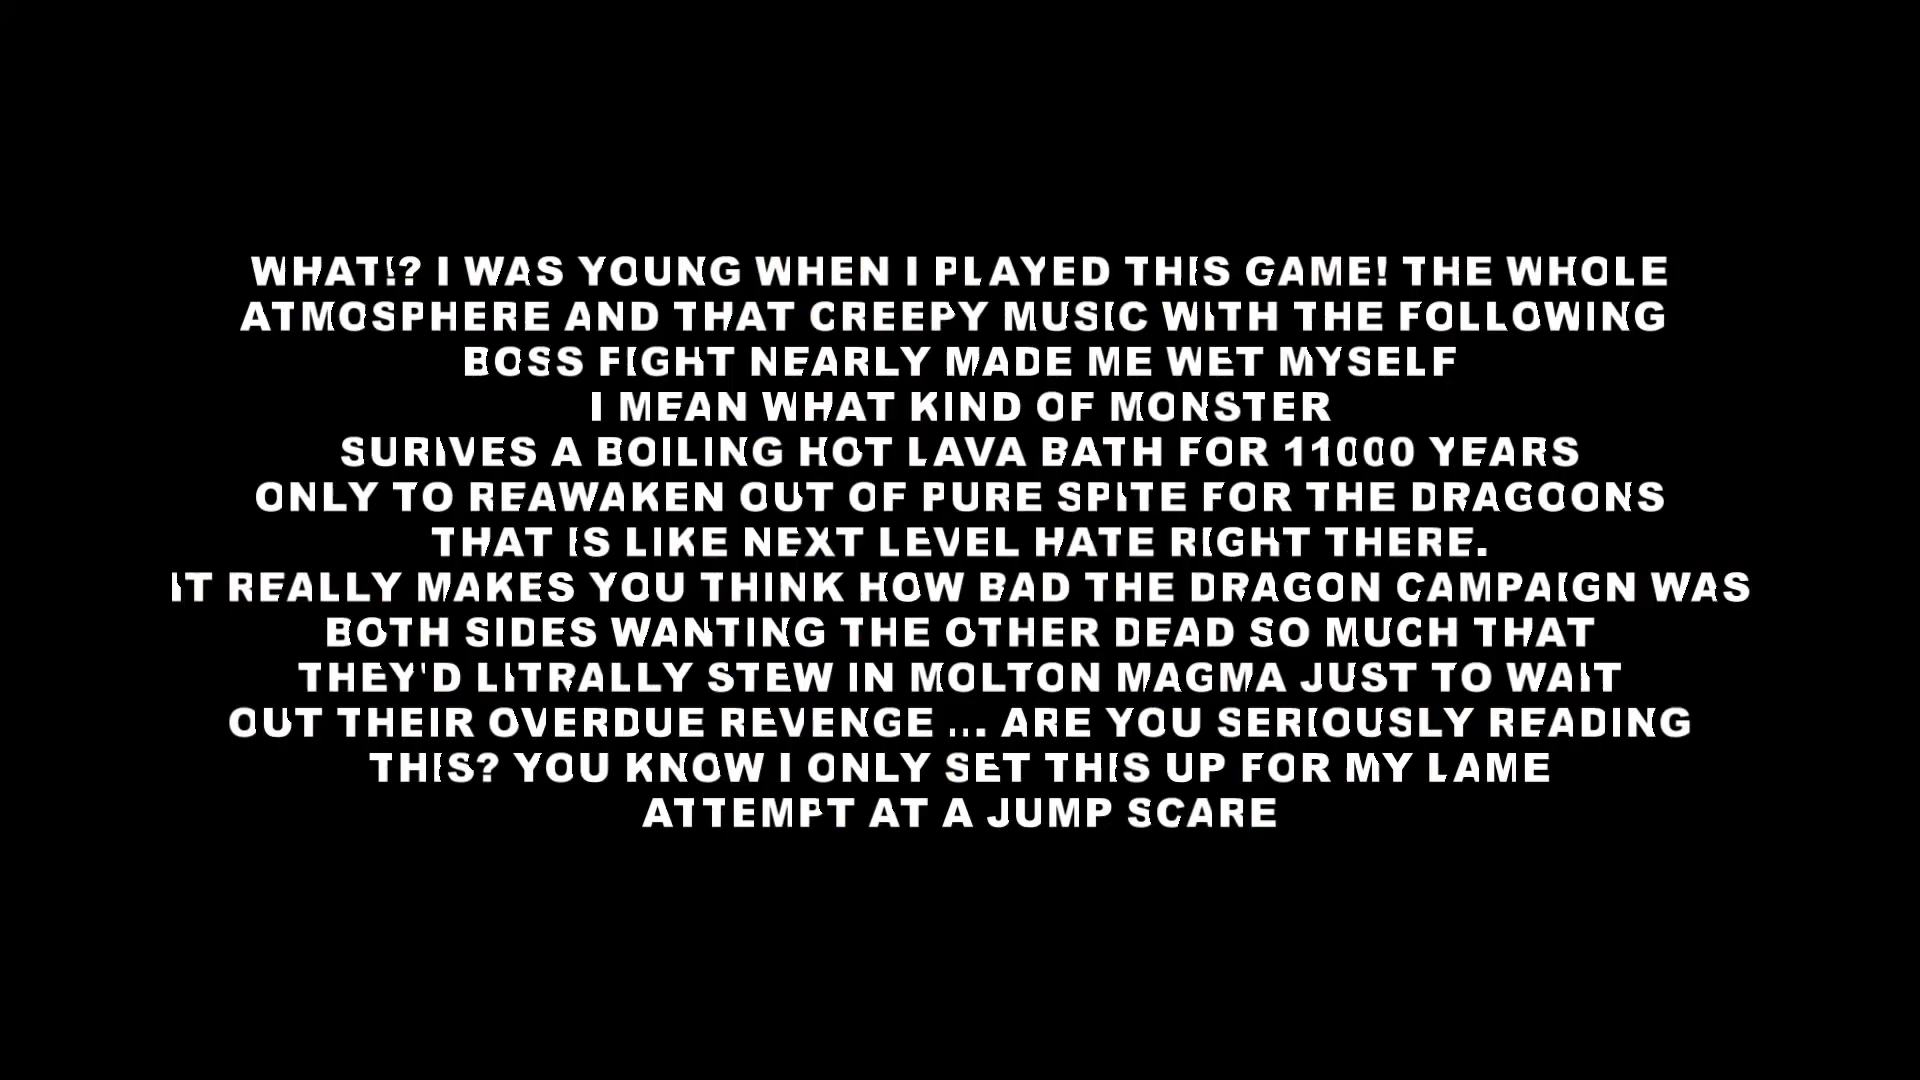 WHAT!? I WAS YOUNG WHEN I PLAYED THIS GAME! THE WHOLE
ATMOSPHERE AND THAT CREEPY MUSIC WITH THE FOLLOWING
BOSS FIGHT NEARLY MADE ME WET MYSELF
I MEAN WHAT KIND OF MONSTER
SURIVES A BOILING HOT LAVA BATH FOR 11000 YEARS
ONLY TO REAWAKEN OUT OF PURE SPITE FOR THE DRAGOONS
THAT IS LIKE NEXT LEVEL HATE RIGHT THERE.
IT REALLY MAKES YOU THINK HOW BAD THE DRAGON CAMPAIGN WAS
BOTH SIDES WANTING THE OTHER DEAD SO MUCH THAT
THEY'D LITRALLY STEW IN MOLTON MAGMA JUST TO WAIT
OUT THEIR OVERDUE REVENGE ... ARE YOU SERIOUSLY READING
THIS? YOU KNOW I ONLY SET THIS UP FOR MY LAME
ATTEMPT AT A JUMP SCARE